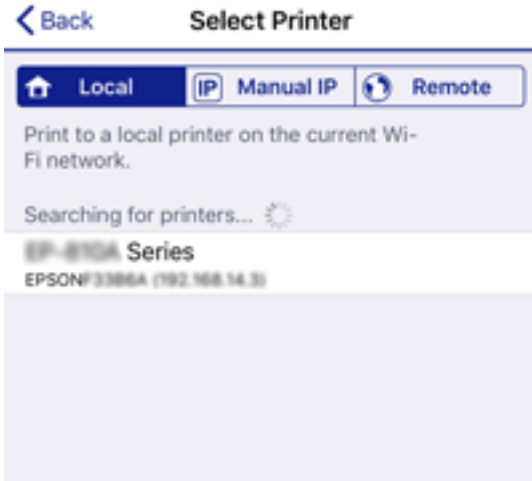 Back
Select Printer
Local
IP Manual IP
Remote
Print to a local printer on the current Wi-
Fi network.
Searching for printers...
Series
EPSON